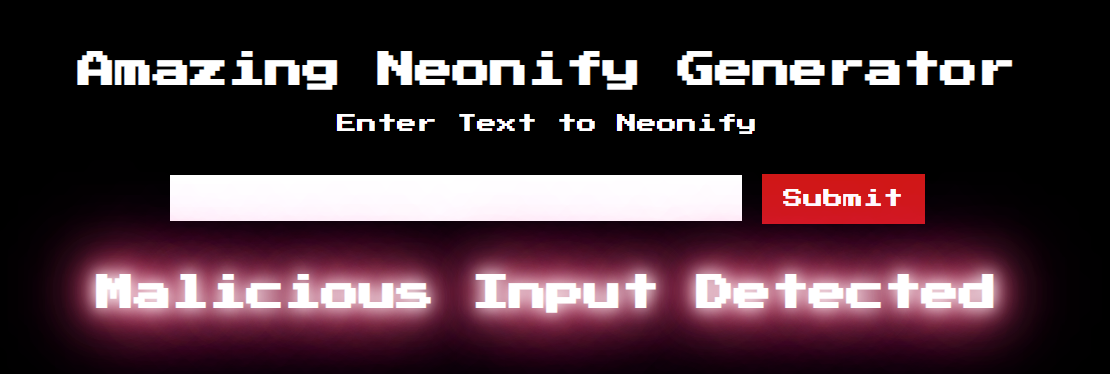 Amazing Neonify Generator
Enter Text to Neonify
Submit
Malicious Input Detected